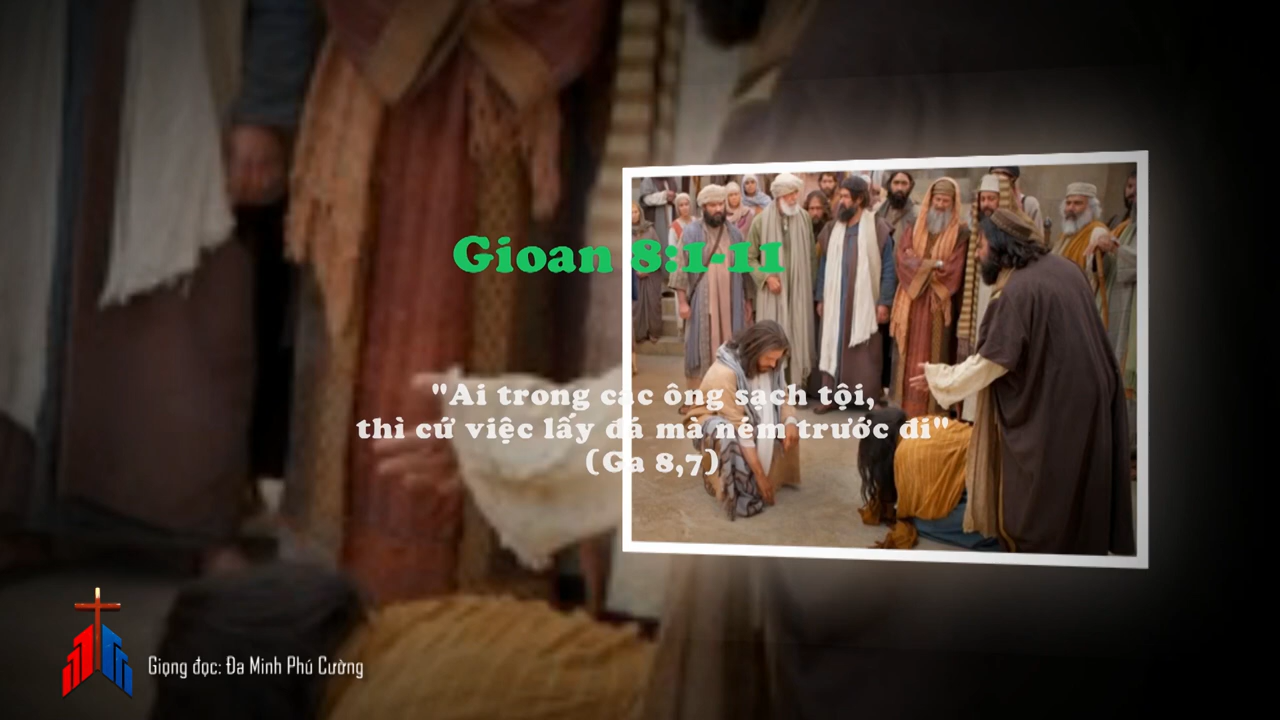 Gioan 8:1-11
"Ai trong các ông sạch tội,
thì cứ việc lấy đá mà ném trước đi"
(Ga 8,7)
Giọng đọc: Đa Minh Phú Cường